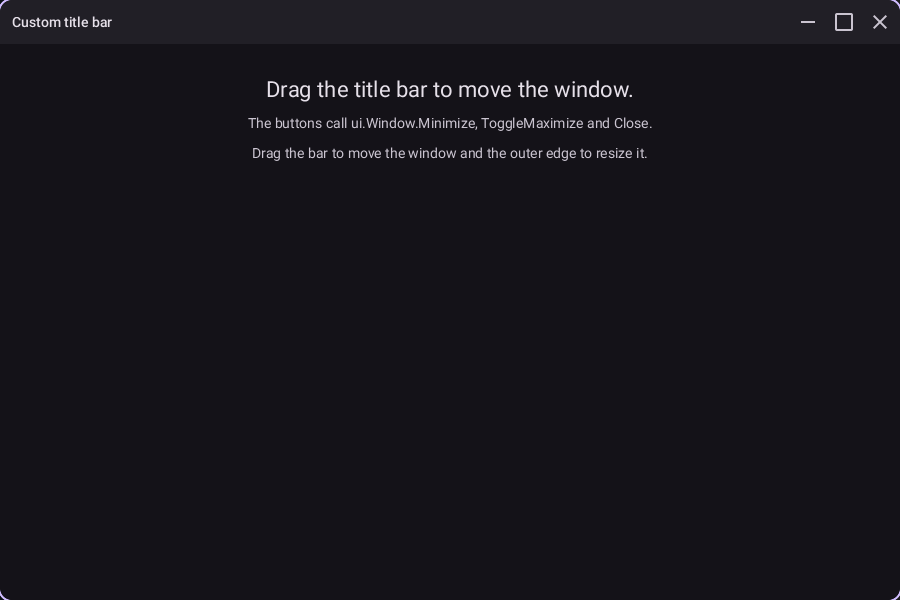 Custom title bar
Drag the title bar to move the window.
The buttons call ui.Window.Minimize, ToggleMaximize and Close.
Drag the bar to move the window and the outer edge to resize it.